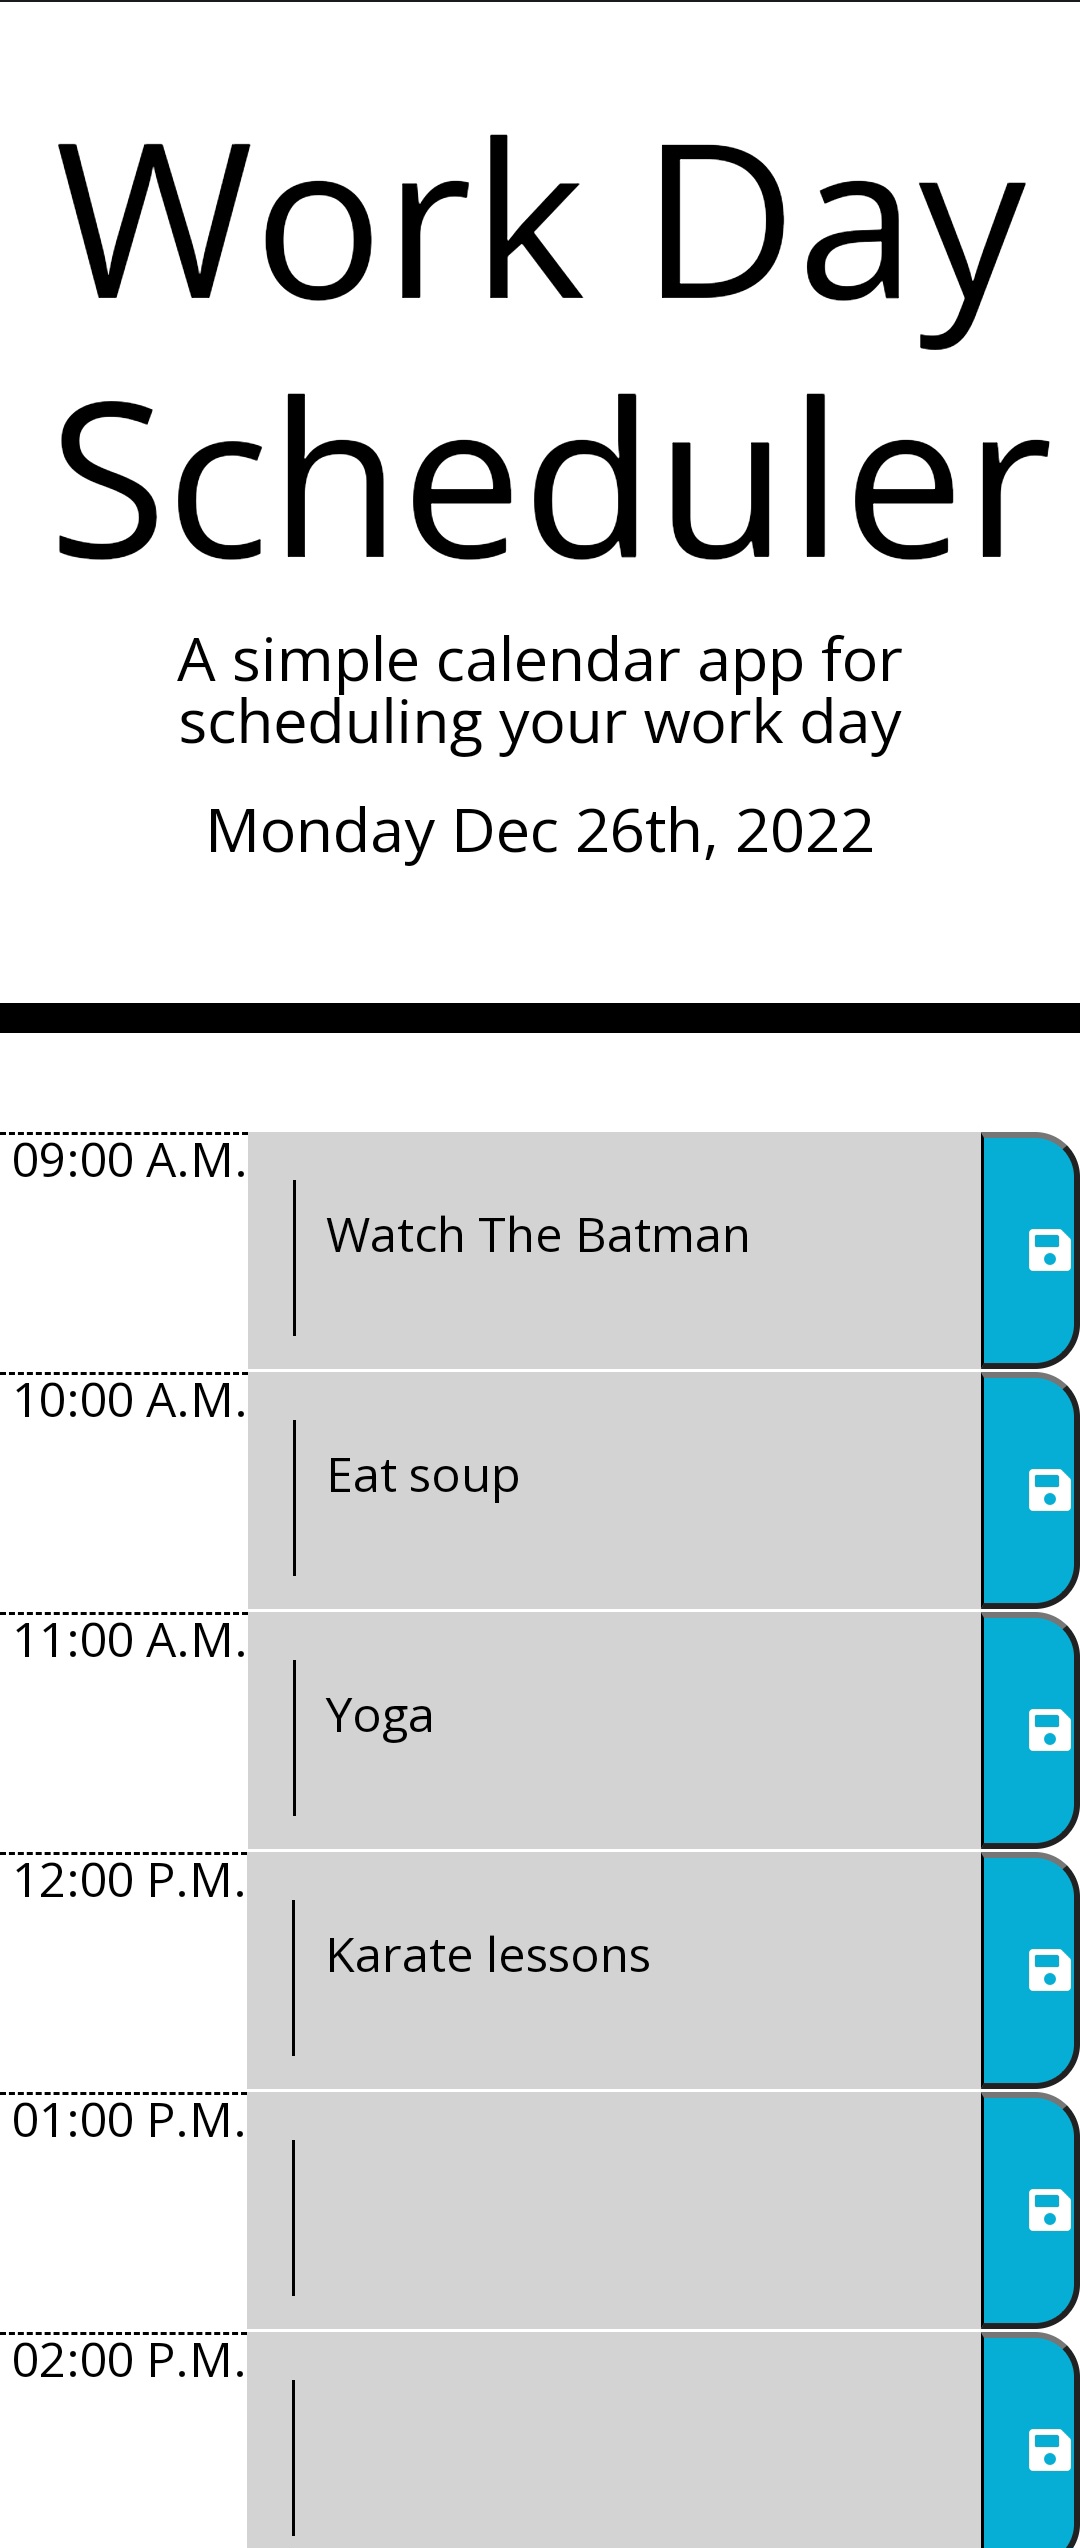 Work Day
Scheduler
A simple calendar app for
scheduling your work day
Monday Dec 26th, 2022
09:00 A.M.
Watch The Batman
10:00 A.M.
Eat soup
11:00 A.M.
Yoga
12:00 P.M.
Karate lessons
01:00 P.M.
02:00 P.M.